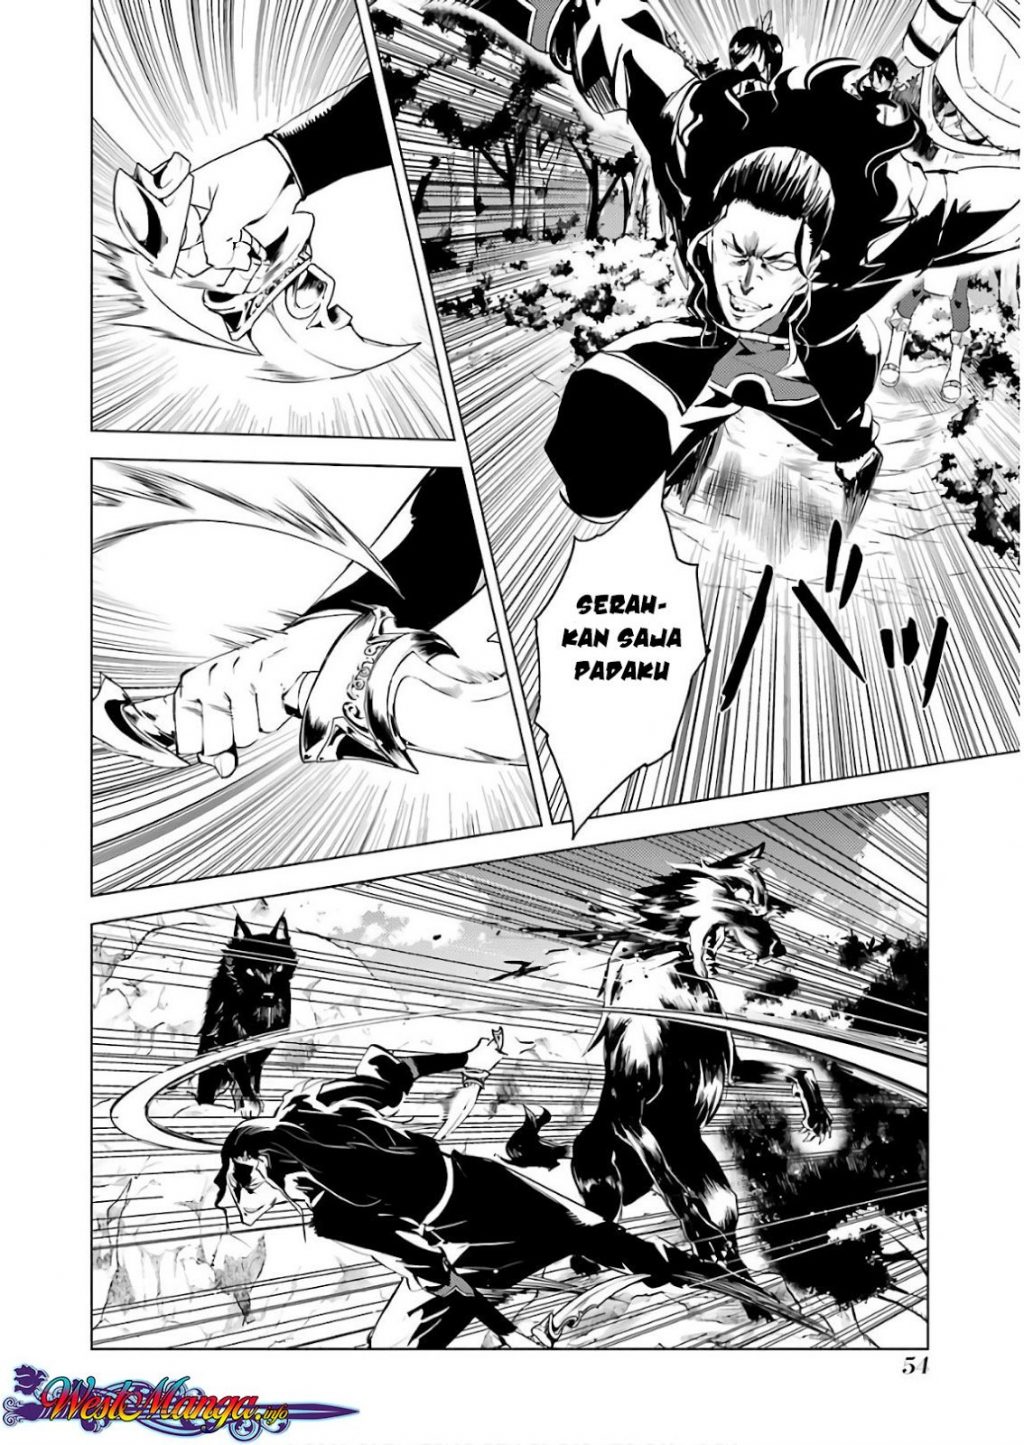 バッ
SERAH-
KAN SAJA
PADAKU
54
WestManga.info